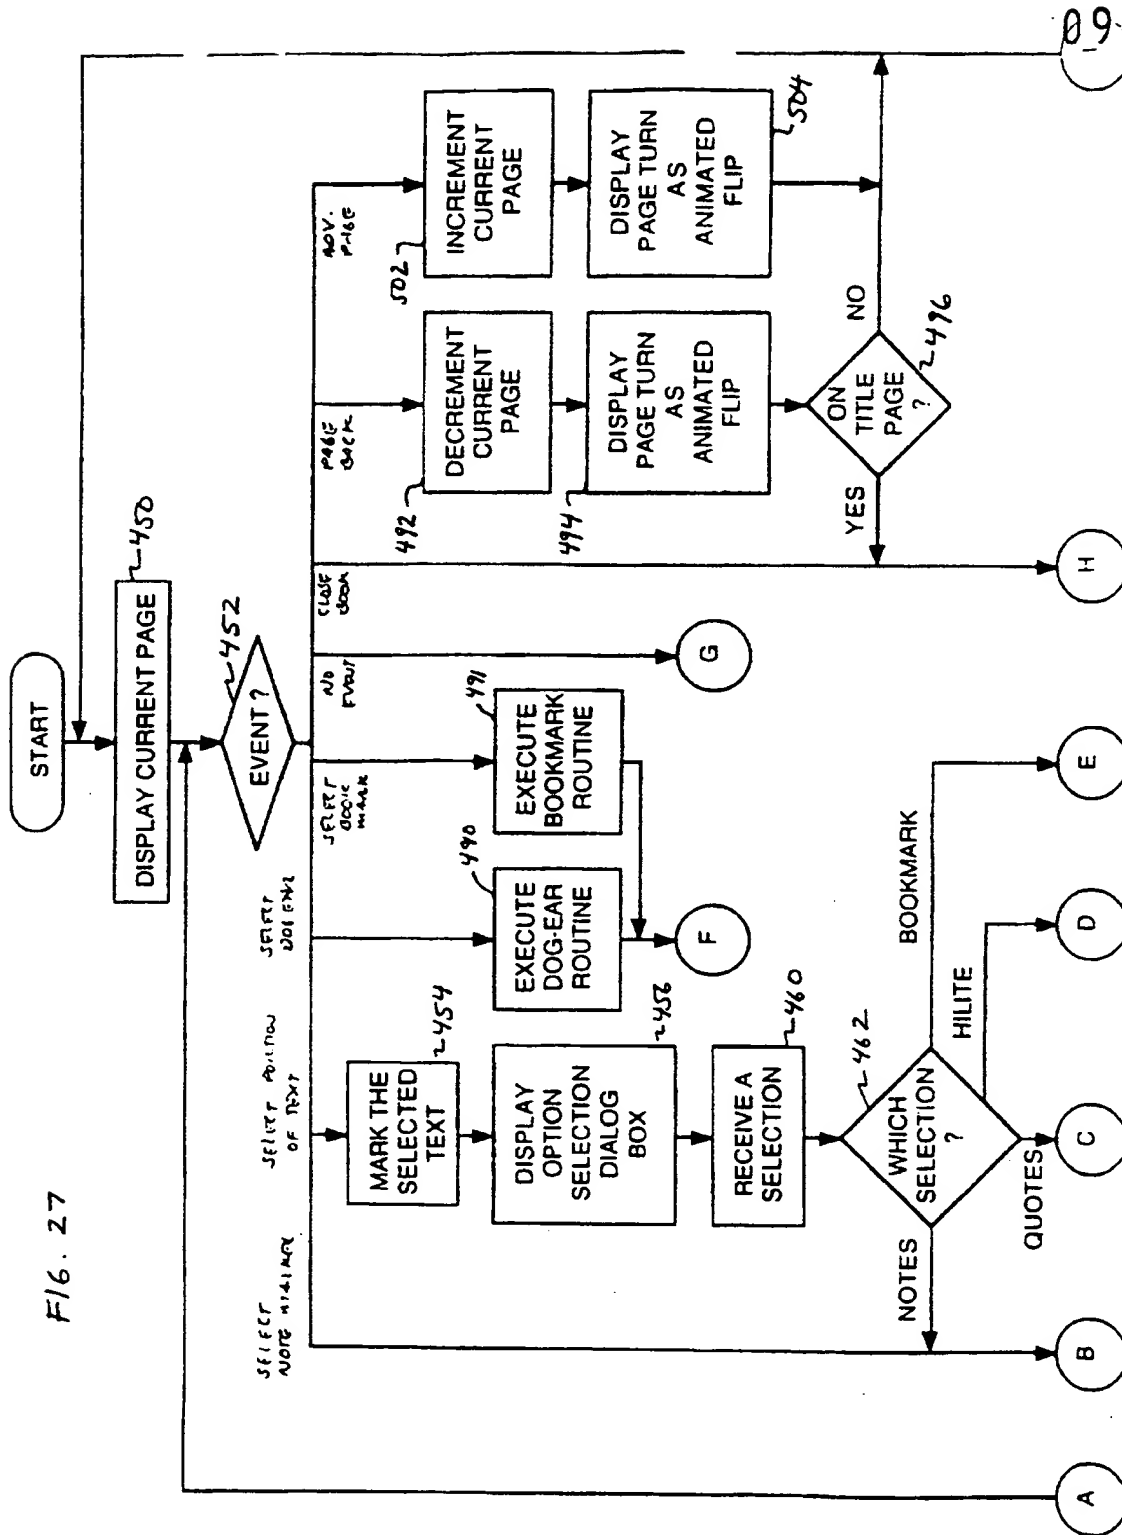 FIG. 27
START
DISPLAY CURRENT PAGE
450
EVENT ?
452
SELECT
NOTE MARKER
SELECT PORTION
OF TEXT
SELECT
DOG EAR
SELECT
BOOK
MARK
NO
EVENT
CLOSE
BOOK
PAGE
BACK
ADV.
PAGE
MARK THE
SELECTED
TEXT
454
DISPLAY
OPTION
SELECTION
DIALOG
BOX
456
RECEIVE A
SELECTION
460
WHICH
SELECTION
?
462
NOTES
QUOTES
HILITE
BOOKMARK
EXECUTE
DOG-EAR
ROUTINE
490
EXECUTE
BOOKMARK
ROUTINE
491
DECREMENT
CURRENT
PAGE
492
DISPLAY
PAGE TURN
AS
ANIMATED
FLIP
494
ON
TITLE
PAGE
?
496
YES
NO
INCREMENT
CURRENT
PAGE
502
DISPLAY
PAGE TURN
AS
ANIMATED
FLIP
504
F
G
A
B
C
D
E
H
09